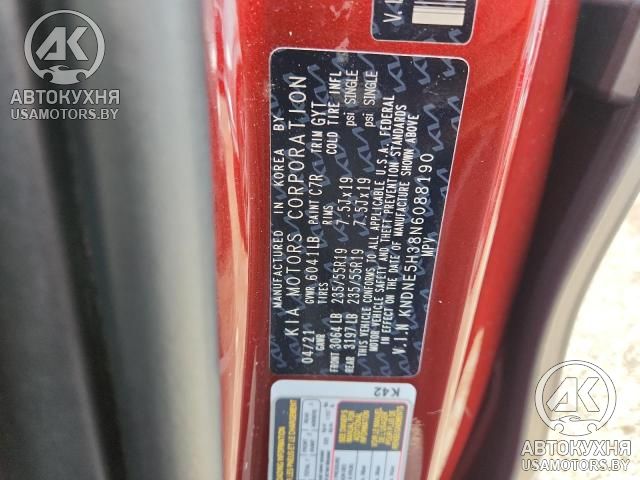 AK
АВТОКУХНЯ
USAMOTORS.BY
MANUFACTURED IN KOREA BY
KIA MOTORS CORPORATION
04/21 GVWR 6041LB PAINT C7R TRIM GYT
GAWR TIRES RIMS COLD TIRE INFL
FRONT 3064LB 235/55R19 7.5Jx19 psi SINGLE
REAR 3197LB 235/55R19 7.5Jx19 psi SINGLE
THIS VEHICLE CONFORMS TO ALL APPLICABLE U.S.A. FEDERAL
MOTOR VEHICLE SAFETY AND THEFT PREVENTION STANDARDS
IN EFFECT ON THE DATE OF MANUFACTURE SHOWN ABOVE
V.I.N KNDNE5H38N6088190
MPV
K42
AK
АВТОКУХНЯ
USAMOTORS.BY